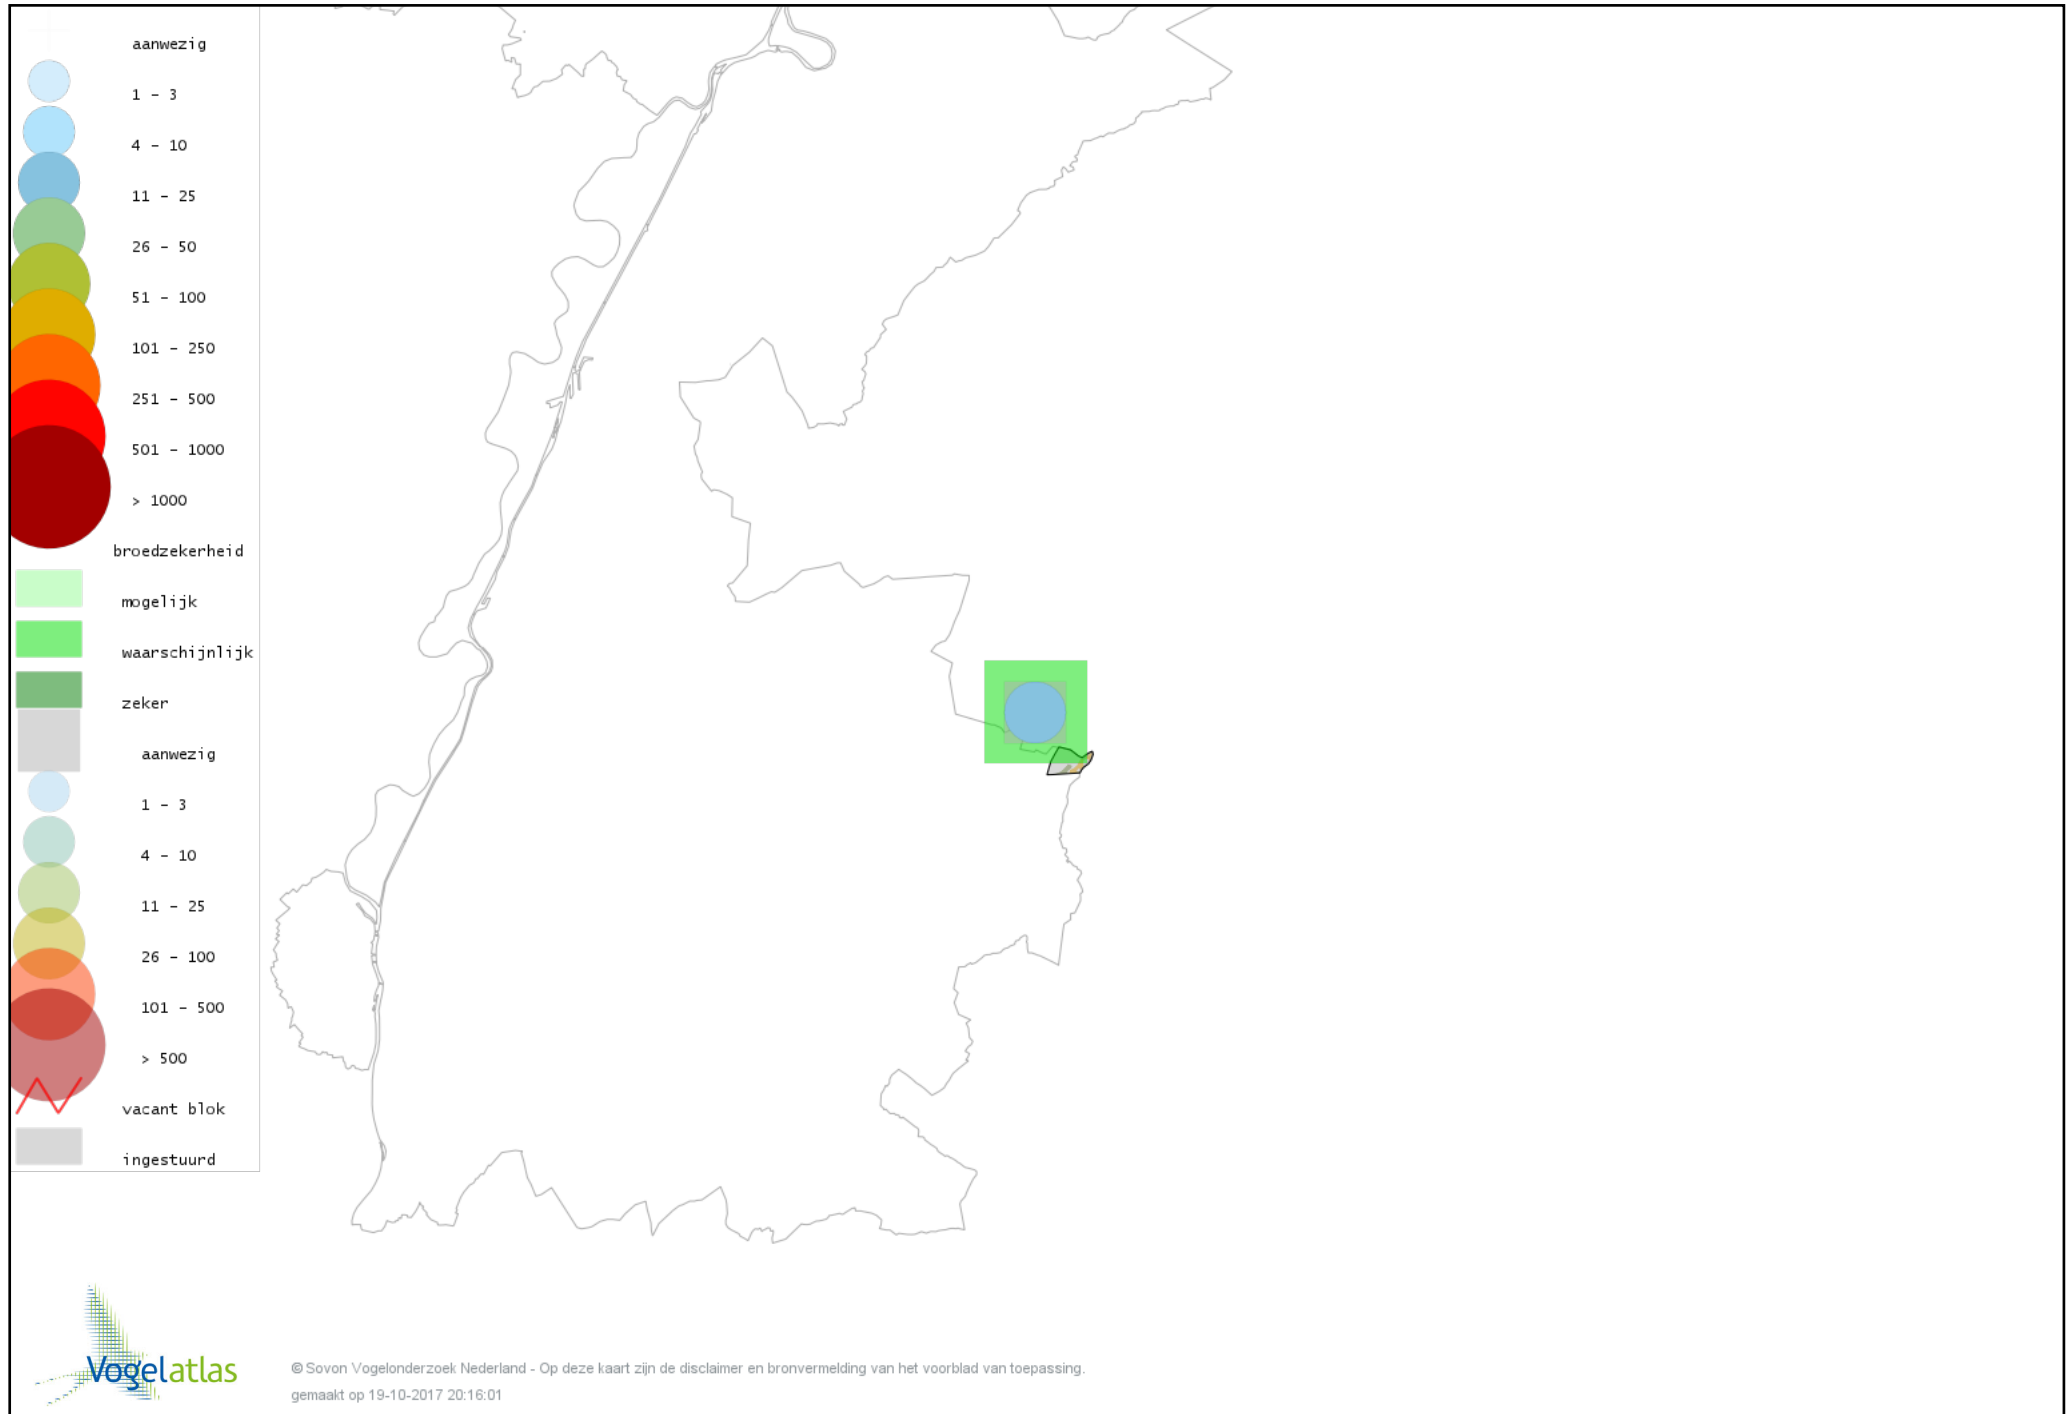 aanwezig
1 - 3
4 - 10
11 - 25
26 - 50
51 - 100
101 - 250
251 - 500
501 - 1000
> 1000
broedzekerheid
mogelijk
waarschijnlijk
zeker
aanwezig
1 - 3
4 - 10
11 - 25
26 - 100
101 - 500
> 500
vacant blok
ingestuurd
Vogelatlas
© Sovon Vogelonderzoek Nederland - Op deze kaart zijn de disclaimer en bronvermelding van het voorblad van toepassing.
gemaakt op 19-10-2017 20:16:01